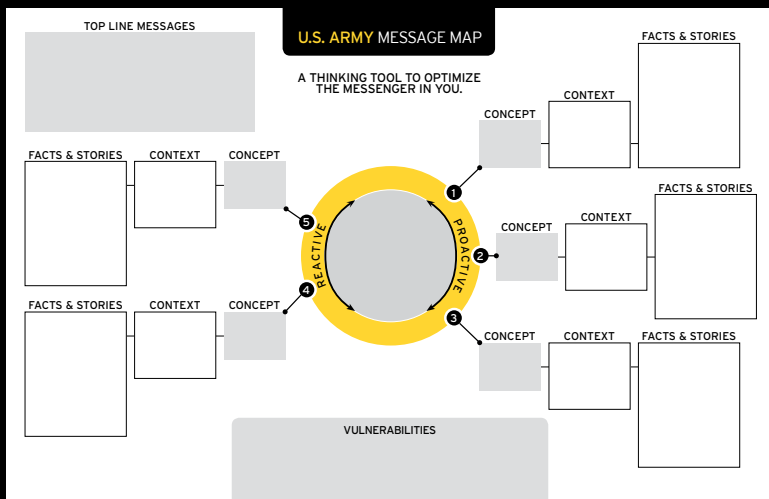 TOP LINE MESSAGES
U.S. ARMY MESSAGE MAP
A THINKING TOOL TO OPTIMIZE
THE MESSENGER IN YOU.
CONCEPT
CONTEXT
FACTS & STORIES
1
FACTS & STORIES
CONTEXT
CONCEPT
5
REACTIVE
PROACTIVE
2
CONCEPT
CONTEXT
FACTS & STORIES
FACTS & STORIES
CONTEXT
CONCEPT
4
3
CONCEPT
CONTEXT
FACTS & STORIES
VULNERABILITIES